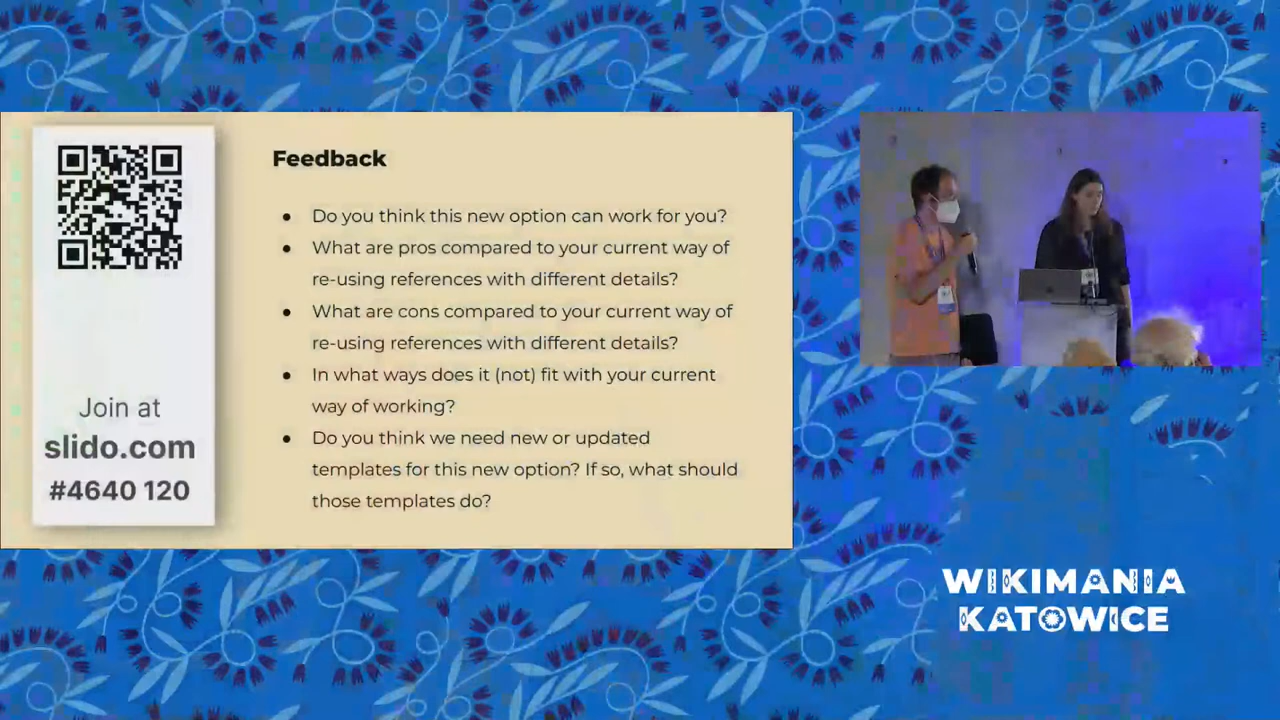 Join at
slido.com
#4640 120
Feedback
● Do you think this new option can work for you?
● What are pros compared to your current way of
re-using references with different details?
● What are cons compared to your current way of
re-using references with different details?
● In what ways does it (not) fit with your current
way of working?
● Do you think we need new or updated
templates for this new option? If so, what should
those templates do?
WIKIMANIA
KATOWICE